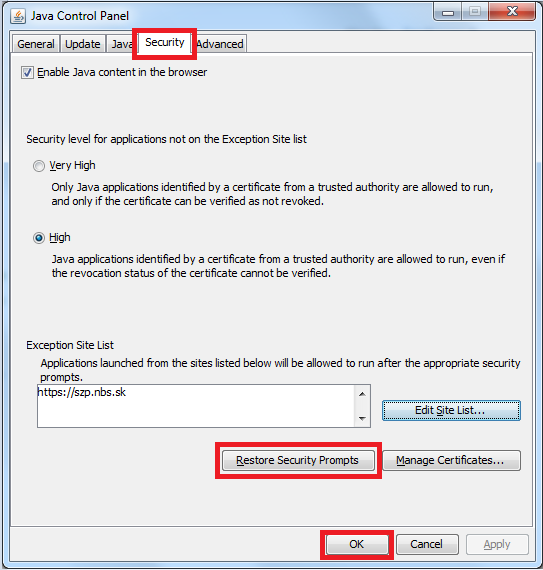 Java Control Panel
General Update Java Security Advanced
Enable Java content in the browser
Security level for applications not on the Exception Site list
Very High
Only Java applications identified by a certificate from a trusted authority are allowed to run,
and only if the certificate can be verified as not revoked.
High
Java applications identified by a certificate from a trusted authority are allowed to run, even if
the revocation status of the certificate cannot be verified.
Exception Site List
Applications launched from the sites listed below will be allowed to run after the appropriate security
prompts.
https://szp.nbs.sk
Edit Site List...
Restore Security Prompts Manage Certificates...
OK Cancel Apply